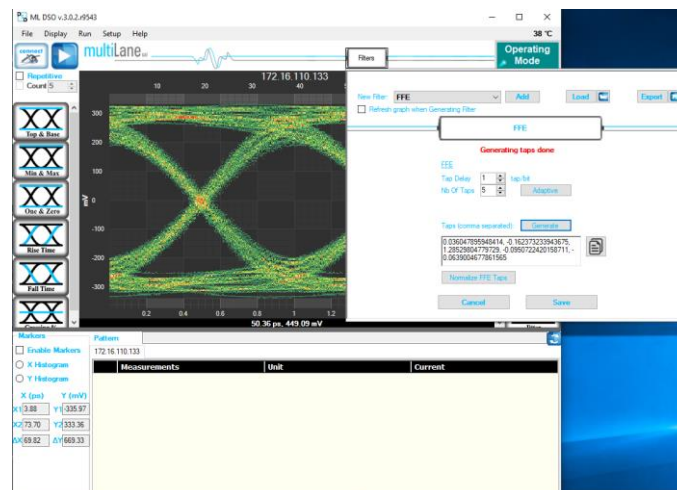 ML DSO v.3.0.2.r9543
File Display Run Setup Help
38 °C
connect
multiLane
Filters
Operating Mode
Repetitive
Count 5
172.16.110.133
10 20 30 40
Top & Base
Min & Max
One & Zero
Rise Time
Fall Time
mV
300
200
100
0
-100
-200
-300
0.2 0.4 0.6 0.8 1 1.2
50.36 ps, 449.09 mV
New Filter: FFE Add Load Export
Refresh graph when Generating Filter
FFE
Generating taps done
FFE
Tap Delay 1 tap/bit
Nb Of Taps 5 Adaptive
Taps (comma separated) Generate
0.036047895948414, -0.162373233943675,
1.28529804779729, -0.0950722420158711, -
0.0639004677861565
Normalize FFE Taps
Cancel Save
Markers
Enable Markers
X Histogram
Y Histogram
X (ps) Y (mV)
X1 3.88 Y1 -335.97
X2 73.70 Y2 333.36
ΔX 69.82 ΔY 669.33
Pattern
172.16.110.133
Measurements Unit Current